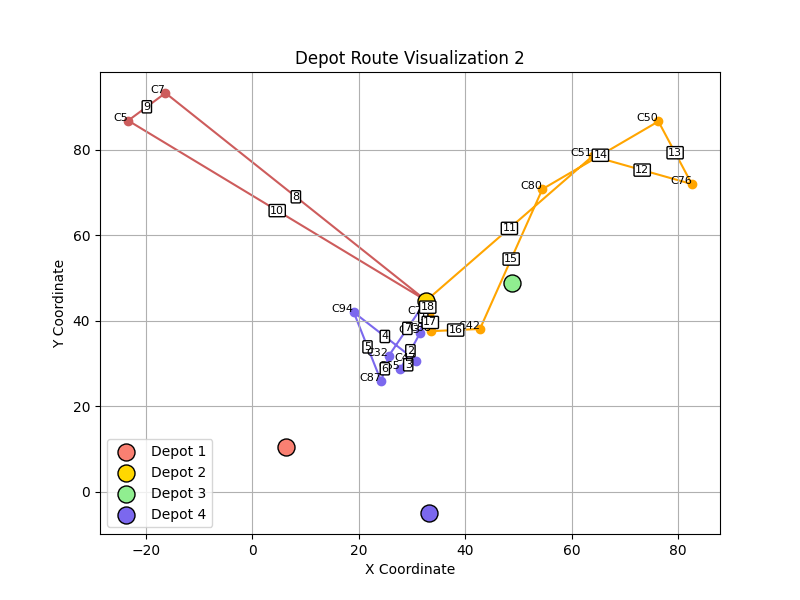 Depot Route Visualization 2
Y Coordinate
80
60
40
20
0
−20
0
20
40
60
80
X Coordinate
C7
C5
9
8
10
C50
C51
14
13
12
C76
C80
11
15
C94
18
17
16
C42
4
7
5
2
C32
3
6
C87
Depot 1
Depot 2
Depot 3
Depot 4